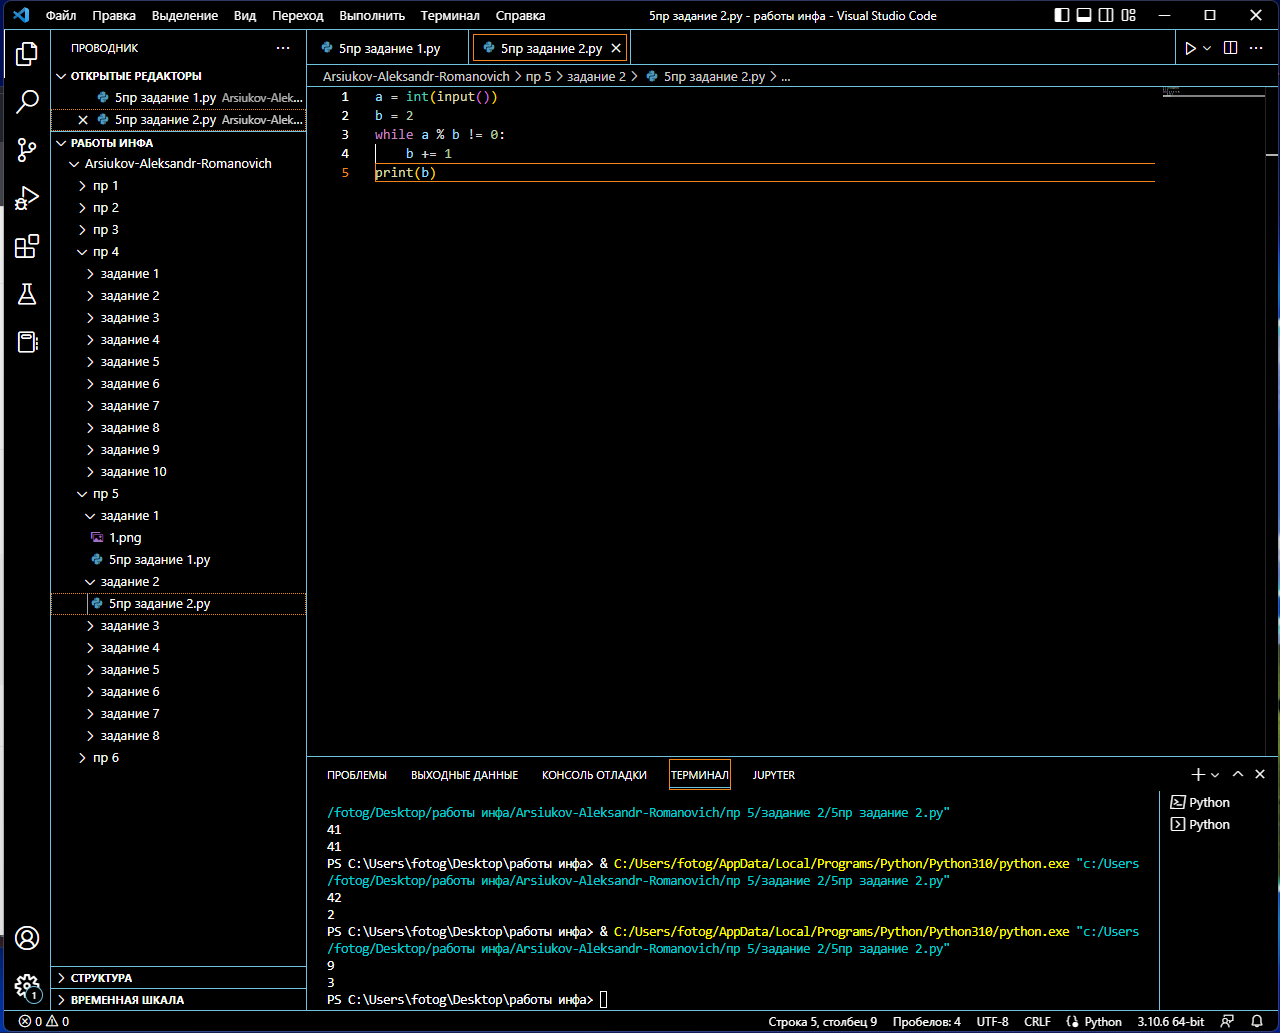 Файл Правка Выделение Вид Переход Выполнить Терминал Справка 5пр задание 2.py - работы инфа - Visual Studio Code
ПРОВОДНИК
ОТКРЫТЫЕ РЕДАКТОРЫ
5пр задание 1.py Arsiukov-Alek...
5пр задание 2.py Arsiukov-Alek...
РАБОТЫ ИНФА
Arsiukov-Aleksandr-Romanovich
пр 1
пр 2
пр 3
пр 4
задание 1
задание 2
задание 3
задание 4
задание 5
задание 6
задание 7
задание 8
задание 9
задание 10
пр 5
задание 1
1.png
5пр задание 1.py
задание 2
5пр задание 2.py
задание 3
задание 4
задание 5
задание 6
задание 7
задание 8
пр 6
СТРУКТУРА
ВРЕМЕННАЯ ШКАЛА
5пр задание 1.py 5пр задание 2.py
Arsiukov-Aleksandr-Romanovich > пр 5 > задание 2 > 5пр задание 2.py > ...
1 a = int(input())
2 b = 2
3 while a % b != 0:
4     b += 1
5 print(b)
ПРОБЛЕМЫ ВЫХОДНЫЕ ДАННЫЕ КОНСОЛЬ ОТЛАДКИ ТЕРМИНАЛ JUPYTER
/fotog/Desktop/работы инфа/Arsiukov-Aleksandr-Romanovich/пр 5/задание 2/5пр задание 2.py"
41
41
PS C:\Users\fotog\Desktop\работы инфа> & C:/Users/fotog/AppData/Local/Programs/Python/Python310/python.exe "c:/Users
/fotog/Desktop/работы инфа/Arsiukov-Aleksandr-Romanovich/пр 5/задание 2/5пр задание 2.py"
42
2
PS C:\Users\fotog\Desktop\работы инфа> & C:/Users/fotog/AppData/Local/Programs/Python/Python310/python.exe "c:/Users
/fotog/Desktop/работы инфа/Arsiukov-Aleksandr-Romanovich/пр 5/задание 2/5пр задание 2.py"
9
3
PS C:\Users\fotog\Desktop\работы инфа>
Python
Python
1
0 0 Строка 5, столбец 9 Пробелов: 4 UTF-8 CRLF Python 3.10.6 64-bit